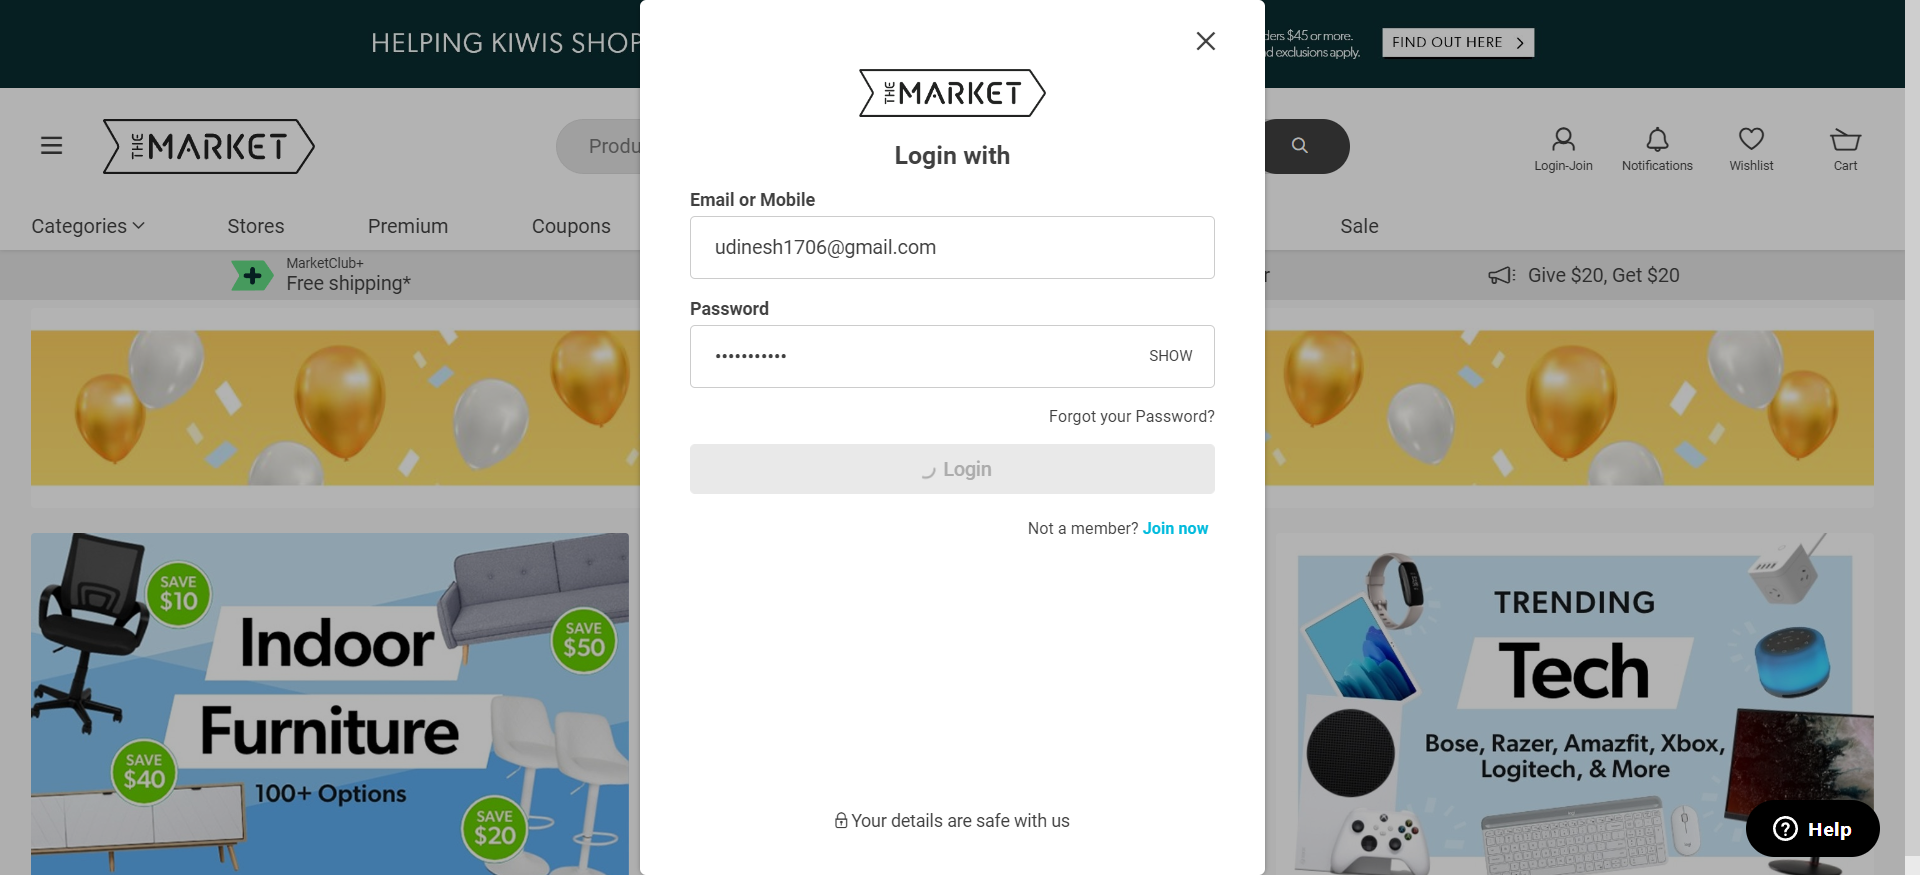 HELPING KIWIS SHOP
ders $45 or more.
d exclusions apply.
FIND OUT HERE
THE MARKET
Produ
Login-Join
Notifications
Wishlist
Cart
Categories
Stores
Premium
Coupons
Sale
MarketClub+
Free shipping*
r
Give $20, Get $20
THE MARKET
Login with
Email or Mobile
udinesh1706@gmail.com
Password
•••••••••••
SHOW
Forgot your Password?
Login
Not a member? Join now
Your details are safe with us
SAVE
$10
Indoor
Furniture
100+ Options
SAVE
$50
SAVE
$40
SAVE
$20
TRENDING
Tech
Bose, Razer, Amazfit, Xbox,
Logitech, & More
Help